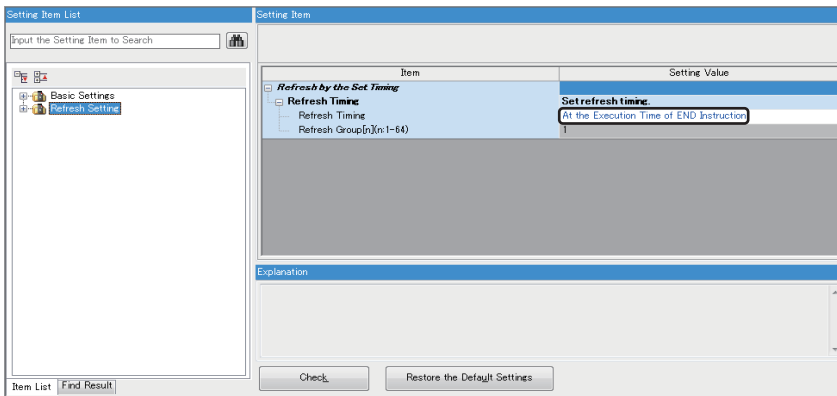 Setting Item List
Input the Setting Item to Search
Basic Settings
Refresh Setting
Item List
Find Result
Setting Item
Item
Setting Value
Refresh by the Set Timing
Refresh Timing
Set refresh timing.
Refresh Timing
At the Execution Time of END Instruction
Refresh Group[n](n:1-64)
1
Explanation
Check
Restore the Default Settings